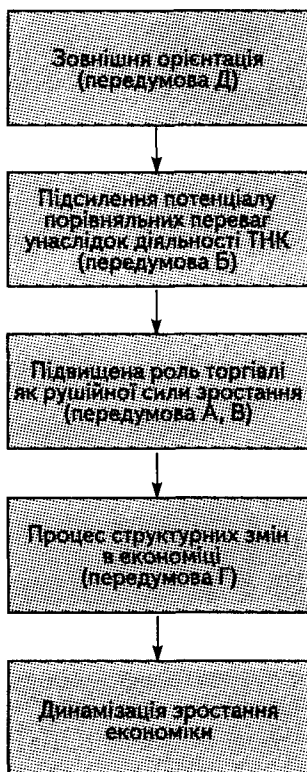 Зовнішня орієнтація
(передумова Д)
Підсилення потенціалу
порівняльних переваг
унаслідок діяльності ТНК
(передумова Б)
Підвищена роль торгівлі
як рушійної сили зростання
(передумова А, В)
Процес структурних змін
в економіці
(передумова Г)
Динамізація зростання
економіки